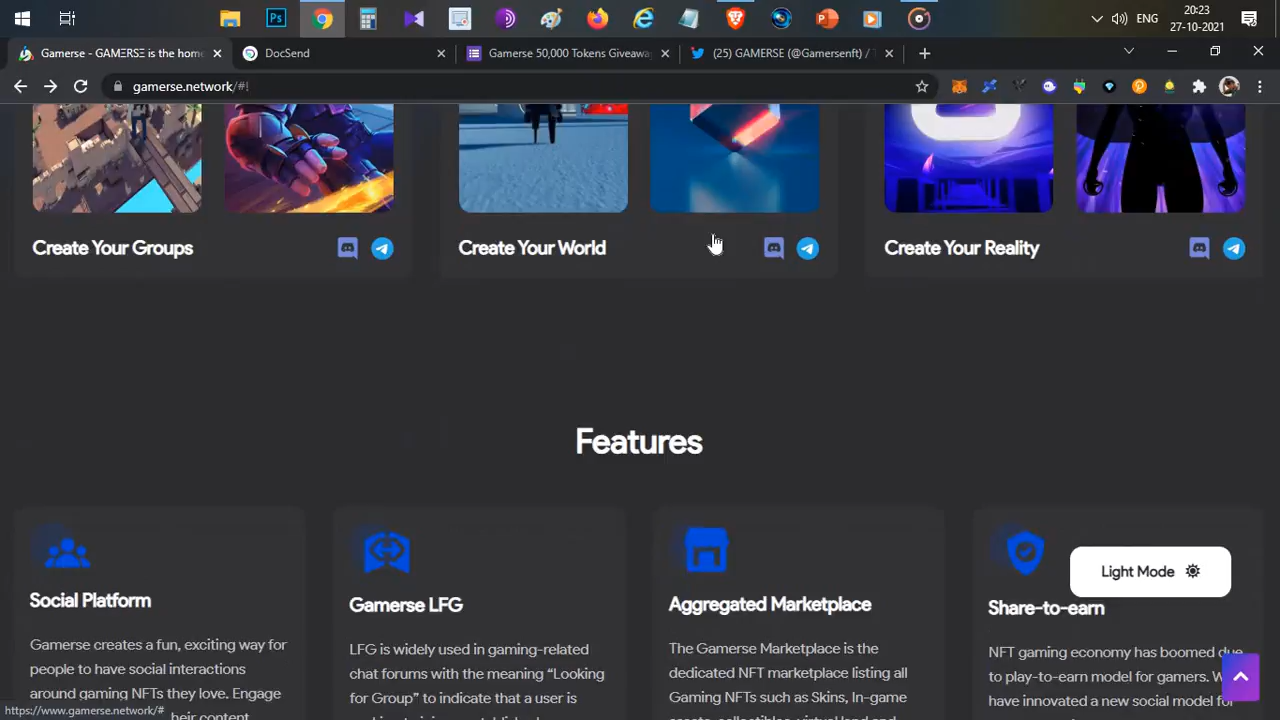 20:23
ENG
27-10-2021
Gamerse - GAMERSE is the hom
DocSend
Gamerse 50,000 Tokens Giveawa
(25) GAMERSE (@Gamersenft) / T
gamerse.network/#!
Create Your Groups
Create Your World
Create Your Reality
Features
Social Platform
Gamerse LFG
Aggregated Marketplace
Share-to-earn
Light Mode
Gamerse creates a fun, exciting way for
people to have social interactions
around gaming NFTs they love. Engage
heir content
LFG is widely used in gaming-related
chat forums with the meaning “Looking
for Group” to indicate that a user is
The Gamerse Marketplace is the
dedicated NFT marketplace listing all
Gaming NFTs such as Skins, In-game
NFT gaming economy has boomed due
to play-to-earn model for gamers. W
have innovated a new social model for
https://www.gamerse.network/#